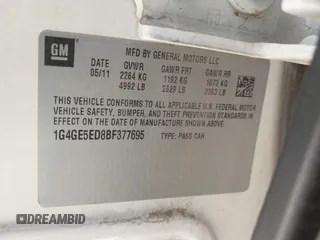 GM
MFD BY GENERAL MOTORS LLC
DATE GVWR GAWR FRT GAWR RR
05/11 2264 KG 1192 KG 1072 KG
4992 LB LB LB
THIS VEHICLE CONFORMS TO ALL APPLICABLE U.S. FEDERAL MOTOR VEHICLE
SAFETY, BUMPER, AND THEFT PREVENTION STANDARDS IN EFFECT ON THE
DATE OF MANUFACTURE SHOWN ABOVE.
1G4GE5ED8BF377695 TYPE: PASS CAR
DREAMBID